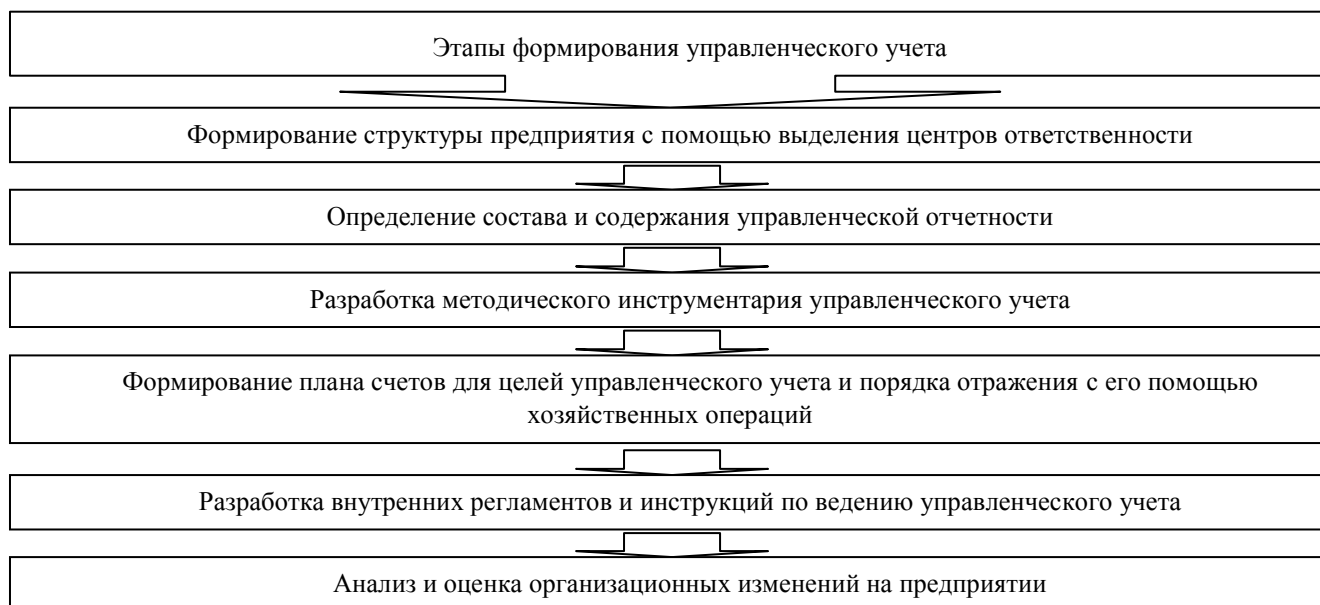 Этапы формирования управленческого учета
Формирование структуры предприятия с помощью выделения центров ответственности
Определение состава и содержания управленческой отчетности
Разработка методического инструментария управленческого учета
Формирование плана счетов для целей управленческого учета и порядка отражения с его помощью
хозяйственных операций
Разработка внутренних регламентов и инструкций по ведению управленческого учета
Анализ и оценка организационных изменений на предприятии